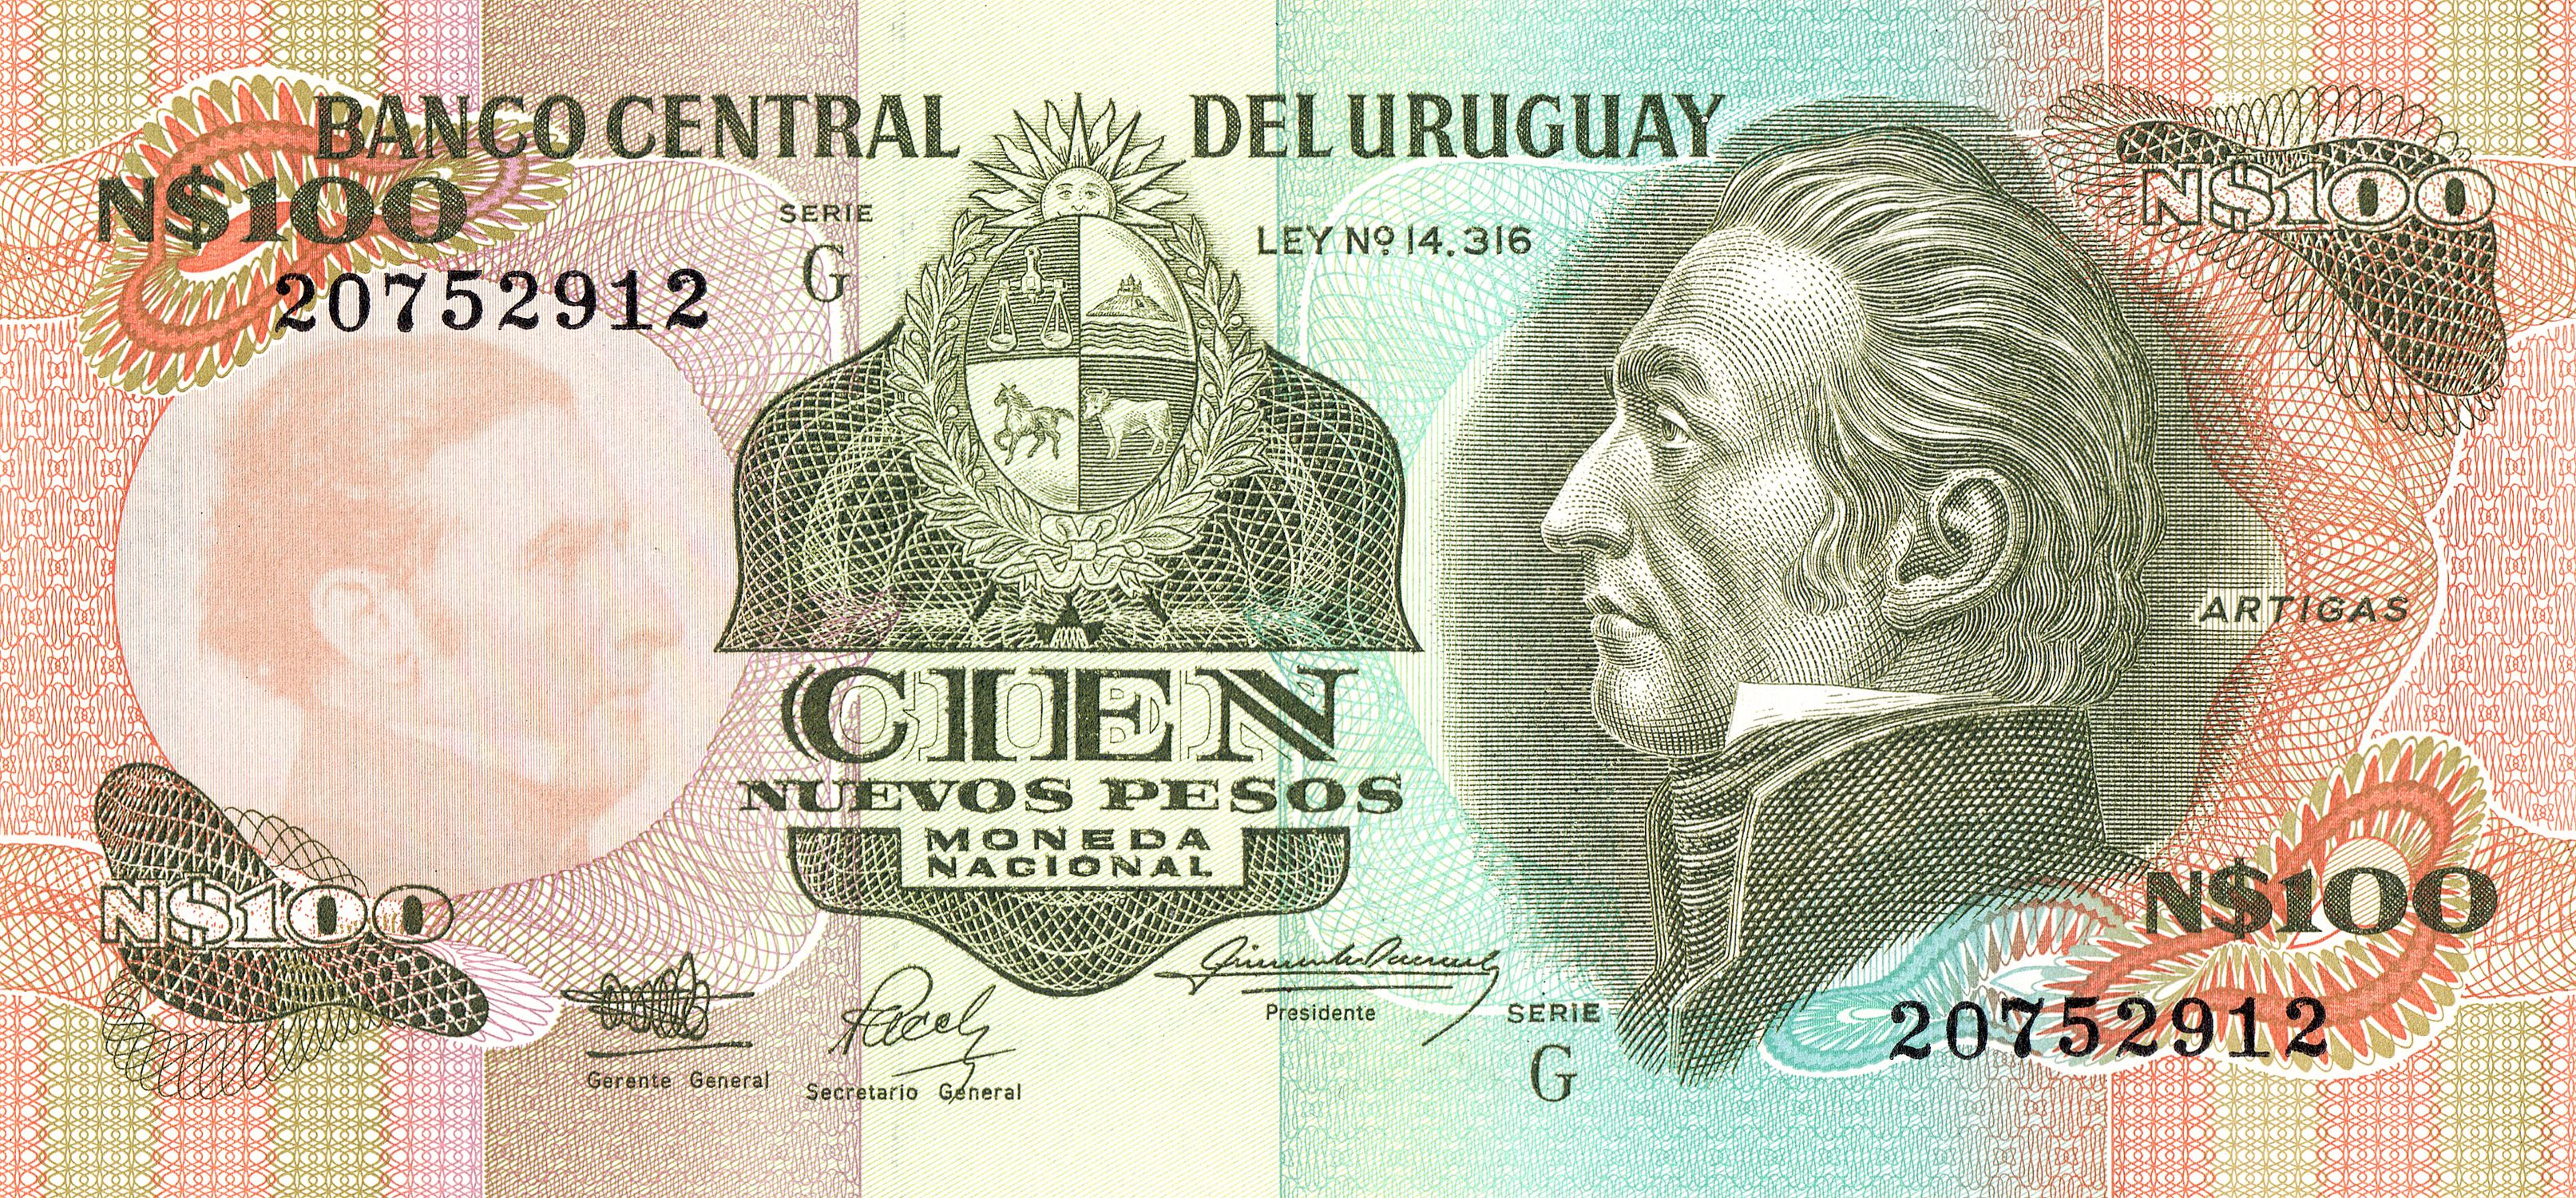 BANCO CENTRAL DEL URUGUAY
N$100
N$100
SERIE
G
LEY Nº 14.316
20752912
ARTIGAS
CIEN
NUEVOS PESOS
MONEDA
NACIONAL
N$100
N$100
Gerente General
Secretario General
Presidente
SERIE
G
20752912